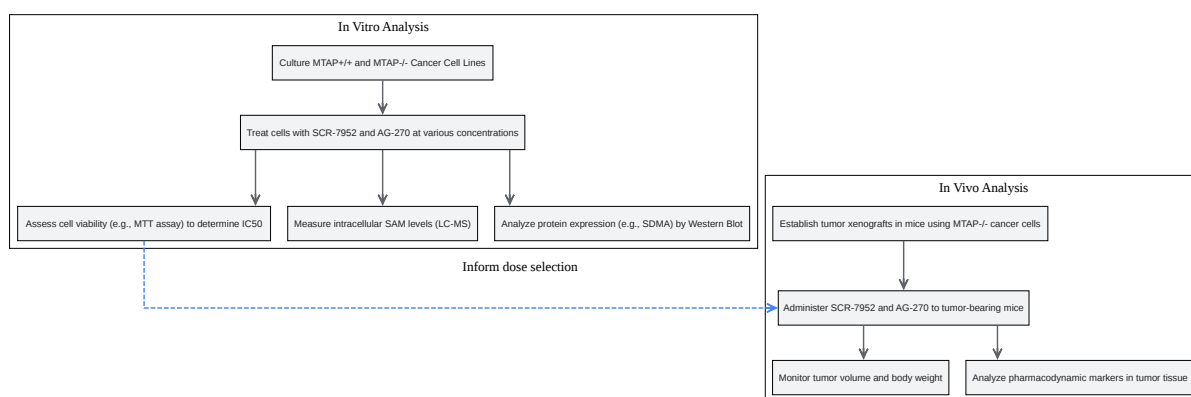 In Vitro Analysis
Culture MTAP+/+ and MTAP-/- Cancer Cell Lines
Treat cells with SCR-7952 and AG-270 at various concentrations
Assess cell viability (e.g., MTT assay) to determine IC50
Measure intracellular SAM levels (LC-MS)
Analyze protein expression (e.g., SDMA) by Western Blot
Inform dose selection
In Vivo Analysis
Establish tumor xenografts in mice using MTAP-/- cancer cells
Administer SCR-7952 and AG-270 to tumor-bearing mice
Monitor tumor volume and body weight
Analyze pharmacodynamic markers in tumor tissue